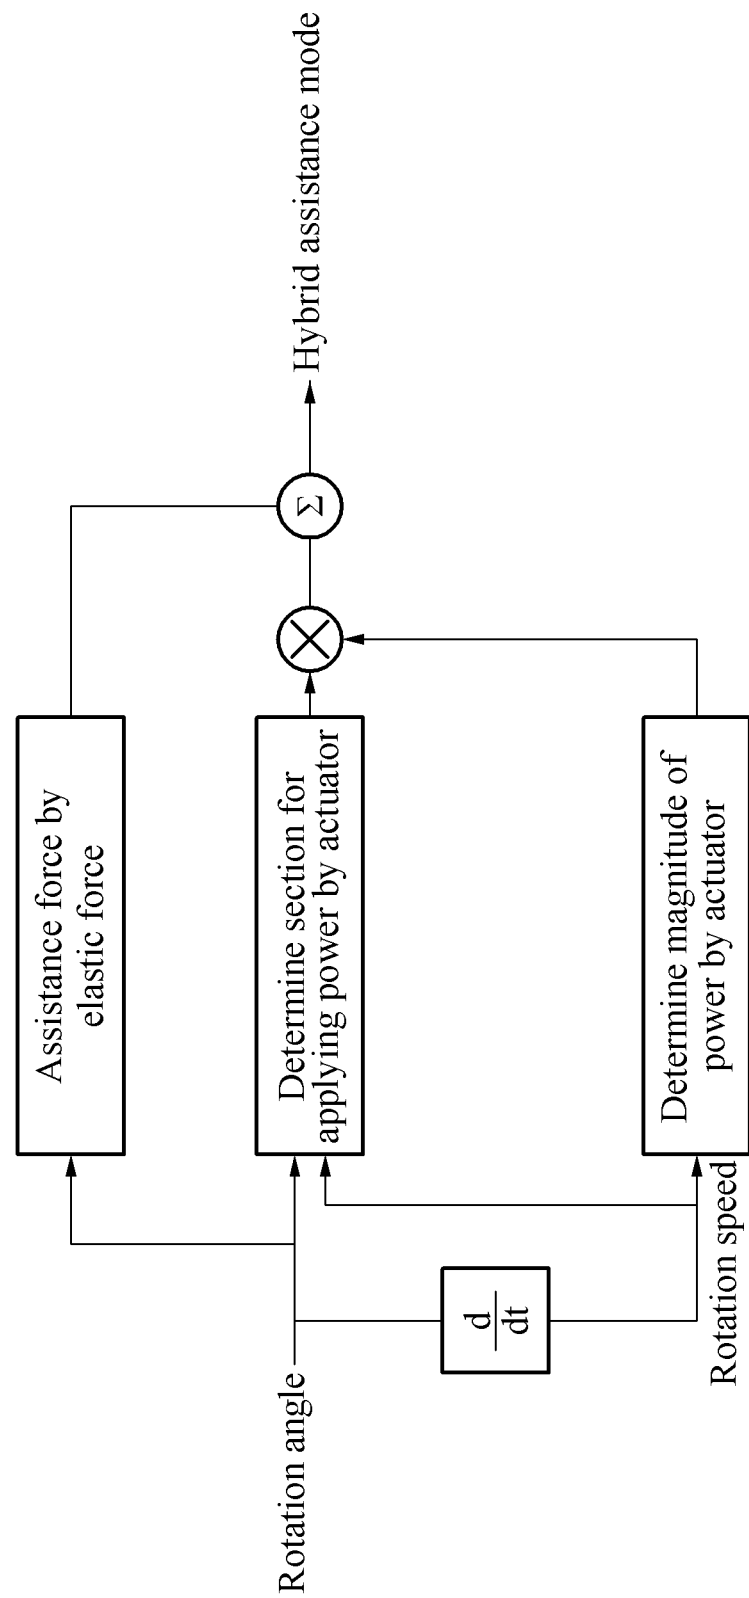 Assistance force by
elastic force
Rotation angle
Determine section for
applying power by actuator
Σ
Hybrid assistance mode
d
dt
Determine magnitude of
power by actuator
Rotation speed